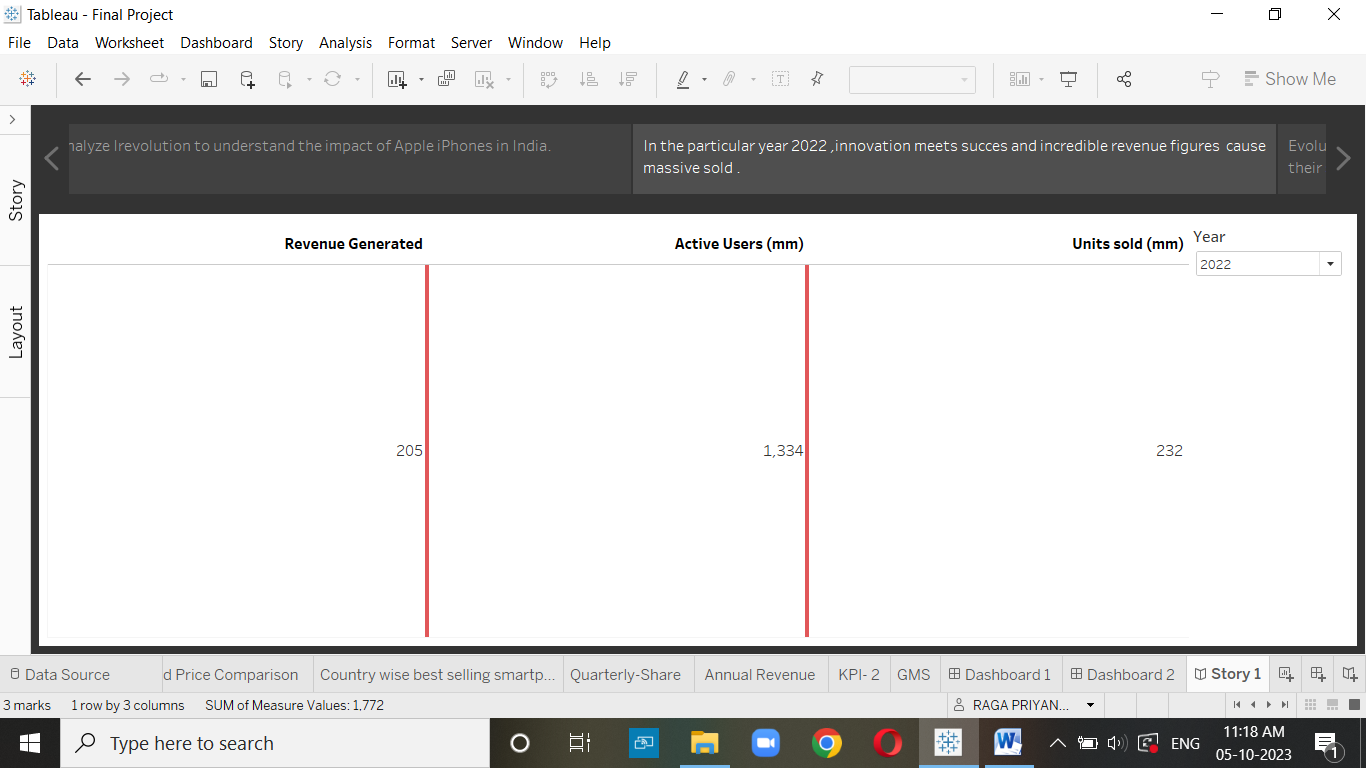 Tableau - Final Project
File Data Worksheet Dashboard Story Analysis Format Server Window Help
Show Me
Story
Layout
nalyze Irevolution to understand the impact of Apple iPhones in India.
In the particular year 2022 ,innovation meets succes and incredible revenue figures cause
massive sold .
Evolu
their
Revenue Generated Active Users (mm) Units sold (mm)
Year
2022
205 1,334 232
Data Source d Price Comparison Country wise best selling smartp... Quarterly-Share Annual Revenue KPI- 2 GMS Dashboard 1 Dashboard 2 Story 1
3 marks 1 row by 3 columns SUM of Measure Values: 1,772 RAGA PRIYAN...
Type here to search
ENG
11:18 AM
05-10-2023
1